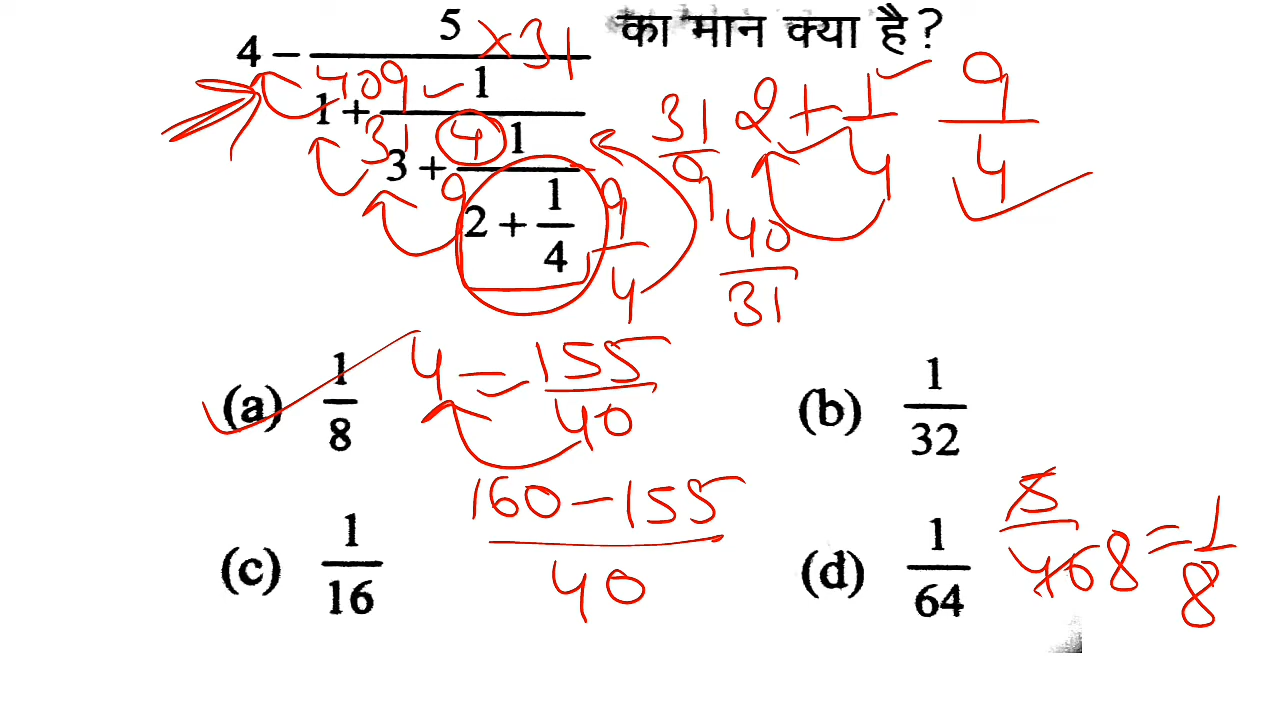 4 - 5 × 31 का मान क्या है?
1 + 1
409
3 + 1
31 4
2 + 1/4
9
9/4
31/9
2 + 1/4
9/4
40/31
(a) 1/8
4 - 155/40
(b) 1/32
160 - 155
40
(c) 1/16
(d) 1/64
5/40 8 = 1/8